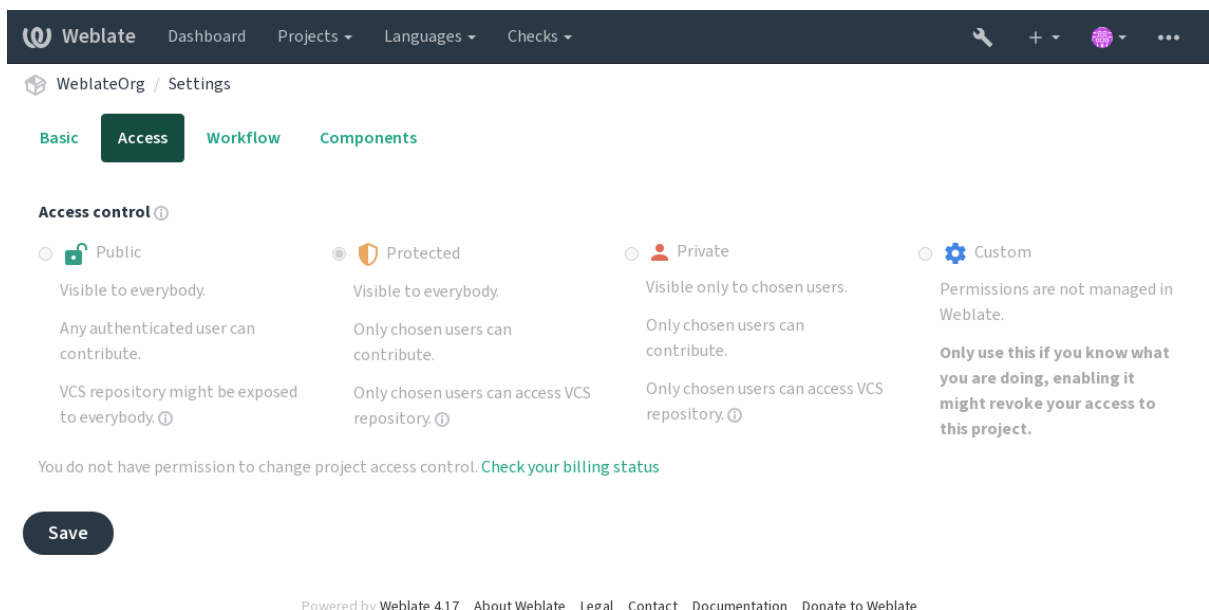 Weblate Dashboard Projects Languages Checks
WeblateOrg / Settings
Basic Access Workflow Components
Access control
Public
Visible to everybody.
Any authenticated user can
contribute.
VCS repository might be exposed
to everybody.
Protected
Visible to everybody.
Only chosen users can
contribute.
Only chosen users can access VCS
repository.
Private
Visible only to chosen users.
Only chosen users can
contribute.
Only chosen users can access VCS
repository.
Custom
Permissions are not managed in
Weblate.
Only use this if you know what
you are doing, enabling it
might revoke your access to
this project.
You do not have permission to change project access control. Check your billing status
Save
Powered by Weblate 4.17 About Weblate Legal Contact Documentation Donate to Weblate